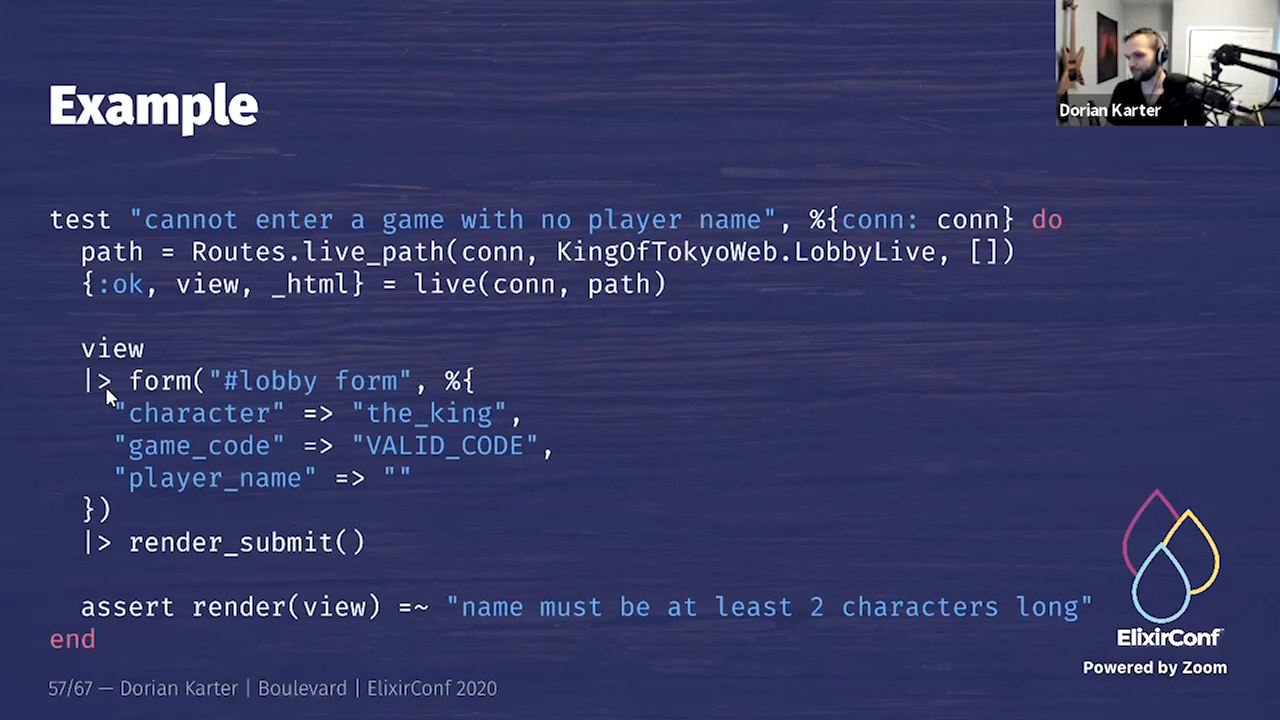 Example
Dorian Karter
test "cannot enter a game with no player name", %{conn: conn} do
  path = Routes.live_path(conn, KingOfTokyoWeb.LobbyLive, [])
  {:ok, view, _html} = live(conn, path)
  view
  |> form("#lobby form", %{
    "character" => "the_king",
    "game_code" => "VALID_CODE",
    "player_name" => ""
  })
  |> render_submit()
  assert render(view) =~ "name must be at least 2 characters long"
end
ElixirConf
Powered by Zoom
57/67 — Dorian Karter | Boulevard | ElixirConf 2020